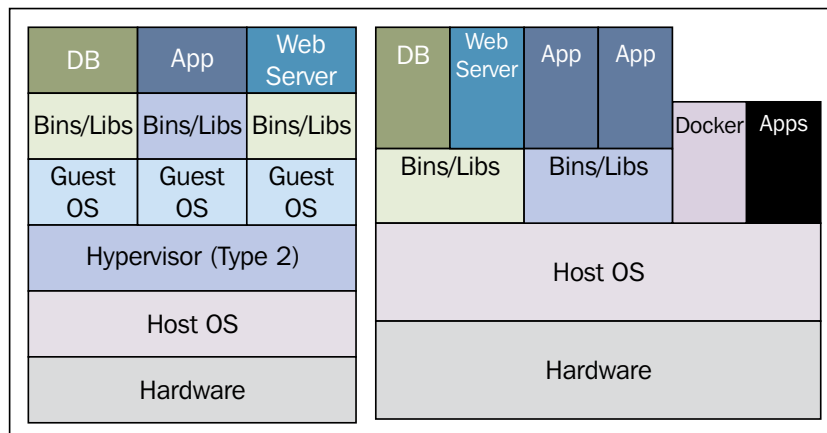 DB
App
Web
Server
Bins/Libs
Bins/Libs
Bins/Libs
Guest
OS
Guest
OS
Guest
OS
Hypervisor (Type 2)
Host OS
Hardware
DB
Web
Server
App
App
Docker
Apps
Bins/Libs
Bins/Libs
Host OS
Hardware